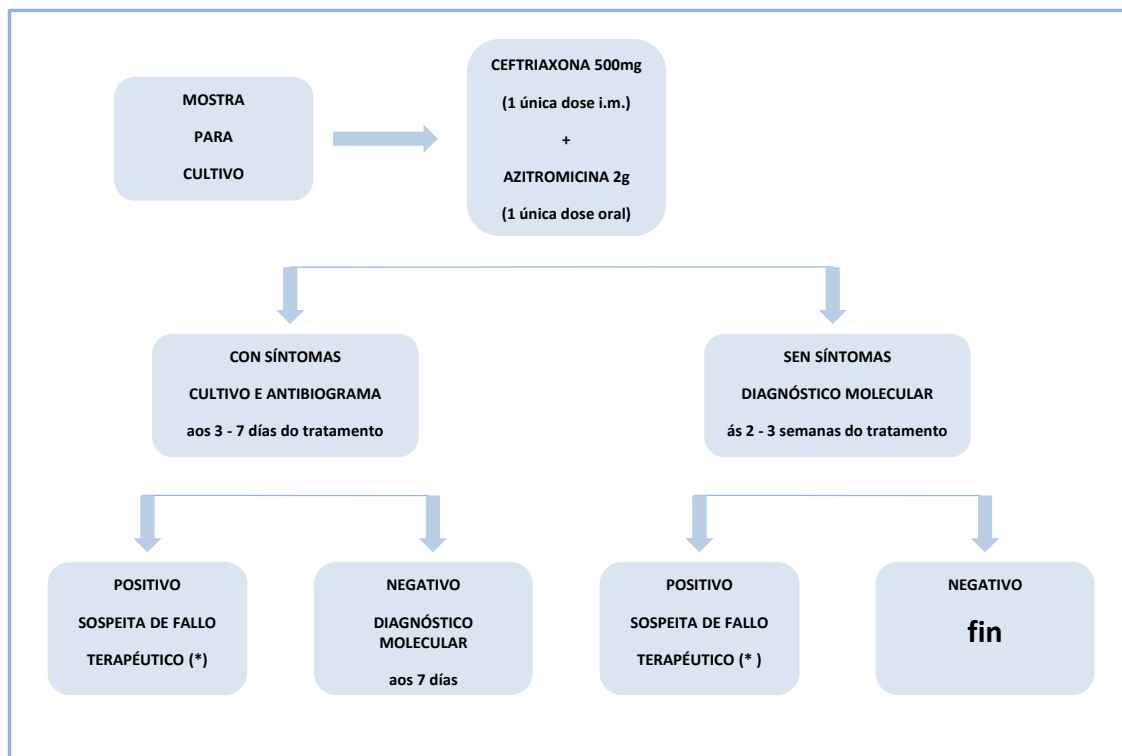 MOSTRA
PARA
CULTIVO
CEFTRIAXONA 500mg
(1 única dose i.m.)
+
AZITROMICINA 2g
(1 única dose oral)
CON SÍNTOMAS
CULTIVO E ANTIBIOGRAMA
aos 3 - 7 días do tratamento
SEN SÍNTOMAS
DIAGNÓSTICO MOLECULAR
ás 2 - 3 semanas do tratamento
POSITIVO
SOSPEITA DE FALLO
TERAPÉUTICO (*)
NEGATIVO
DIAGNÓSTICO
MOLECULAR
aos 7 días
POSITIVO
SOSPEITA DE FALLO
TERAPÉUTICO (* )
NEGATIVO
fin